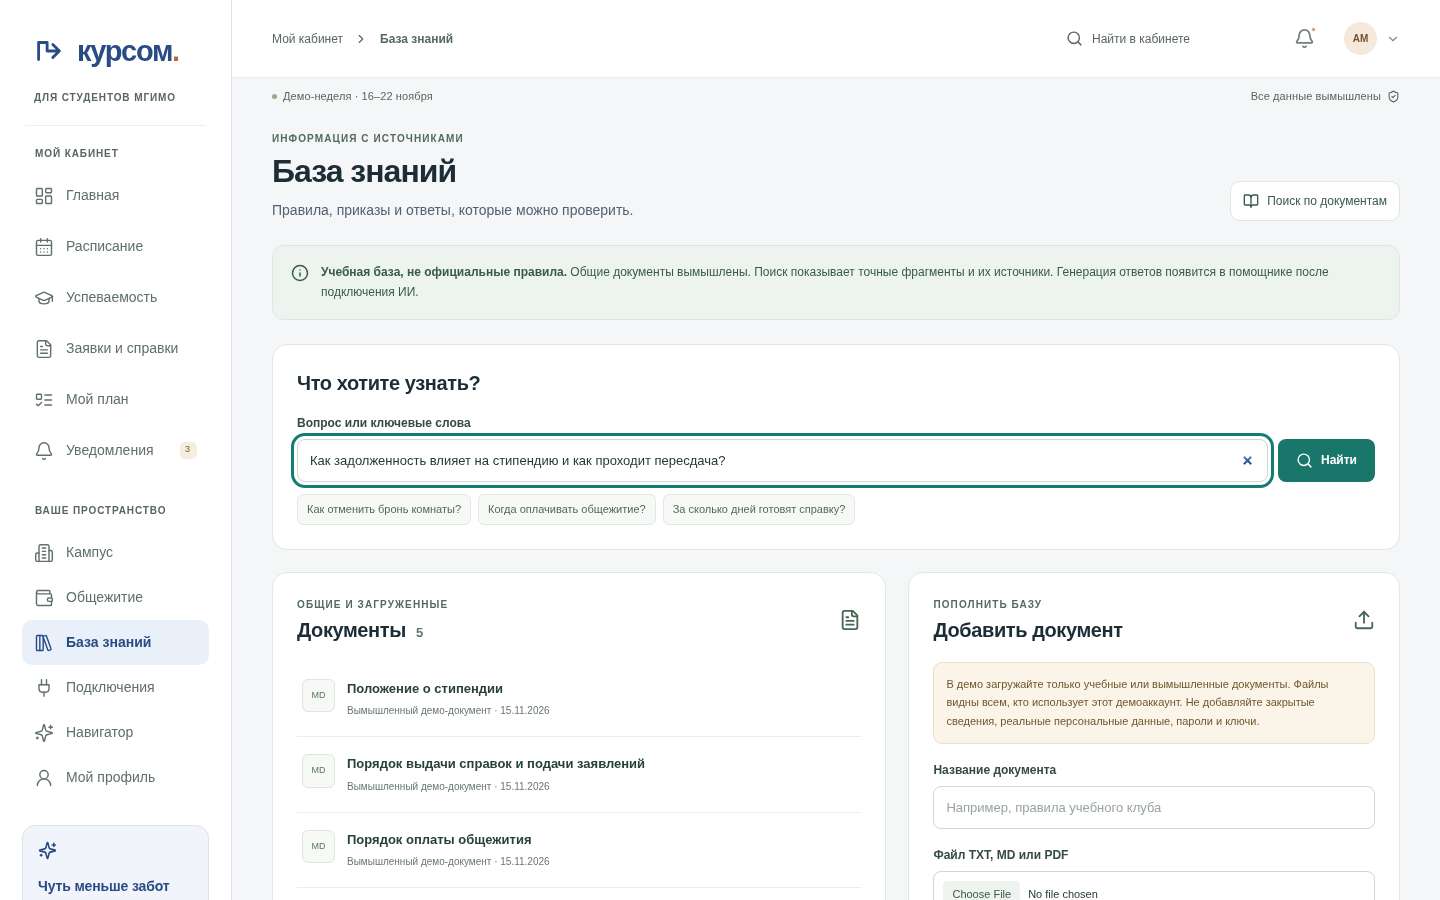 курсом.
ДЛЯ СТУДЕНТОВ МГИМО
МОЙ КАБИНЕТ
Главная
Расписание
Успеваемость
Заявки и справки
Мой план
Уведомления 3
ВАШЕ ПРОСТРАНСТВО
Кампус
Общежитие
База знаний
Подключения
Навигатор
Мой профиль
Чуть меньше забот
Мой кабинет База знаний
Найти в кабинете
АМ
Демо-неделя · 16–22 ноября
Все данные вымышлены
ИНФОРМАЦИЯ С ИСТОЧНИКАМИ
База знаний
Правила, приказы и ответы, которые можно проверить.
Поиск по документам
Учебная база, не официальные правила. Общие документы вымышлены. Поиск показывает точные фрагменты и их источники. Генерация ответов появится в помощнике после
подключения ИИ.
Что хотите узнать?
Вопрос или ключевые слова
Как задолженность влияет на стипендию и как проходит пересдача?
Найти
Как отменить бронь комнаты?
Когда оплачивать общежитие?
За сколько дней готовят справку?
ОБЩИЕ И ЗАГРУЖЕННЫЕ
Документы 5
MD
Положение о стипендии
Вымышленный демо-документ · 15.11.2026
MD
Порядок выдачи справок и подачи заявлений
Вымышленный демо-документ · 15.11.2026
MD
Порядок оплаты общежития
Вымышленный демо-документ · 15.11.2026
ПОПОЛНИТЬ БАЗУ
Добавить документ
В демо загружайте только учебные или вымышленные документы. Файлы
видны всем, кто использует этот демоаккаунт. Не добавляйте закрытые
сведения, реальные персональные данные, пароли и ключи.
Название документа
Например, правила учебного клуба
Файл TXT, MD или PDF
Choose File No file chosen